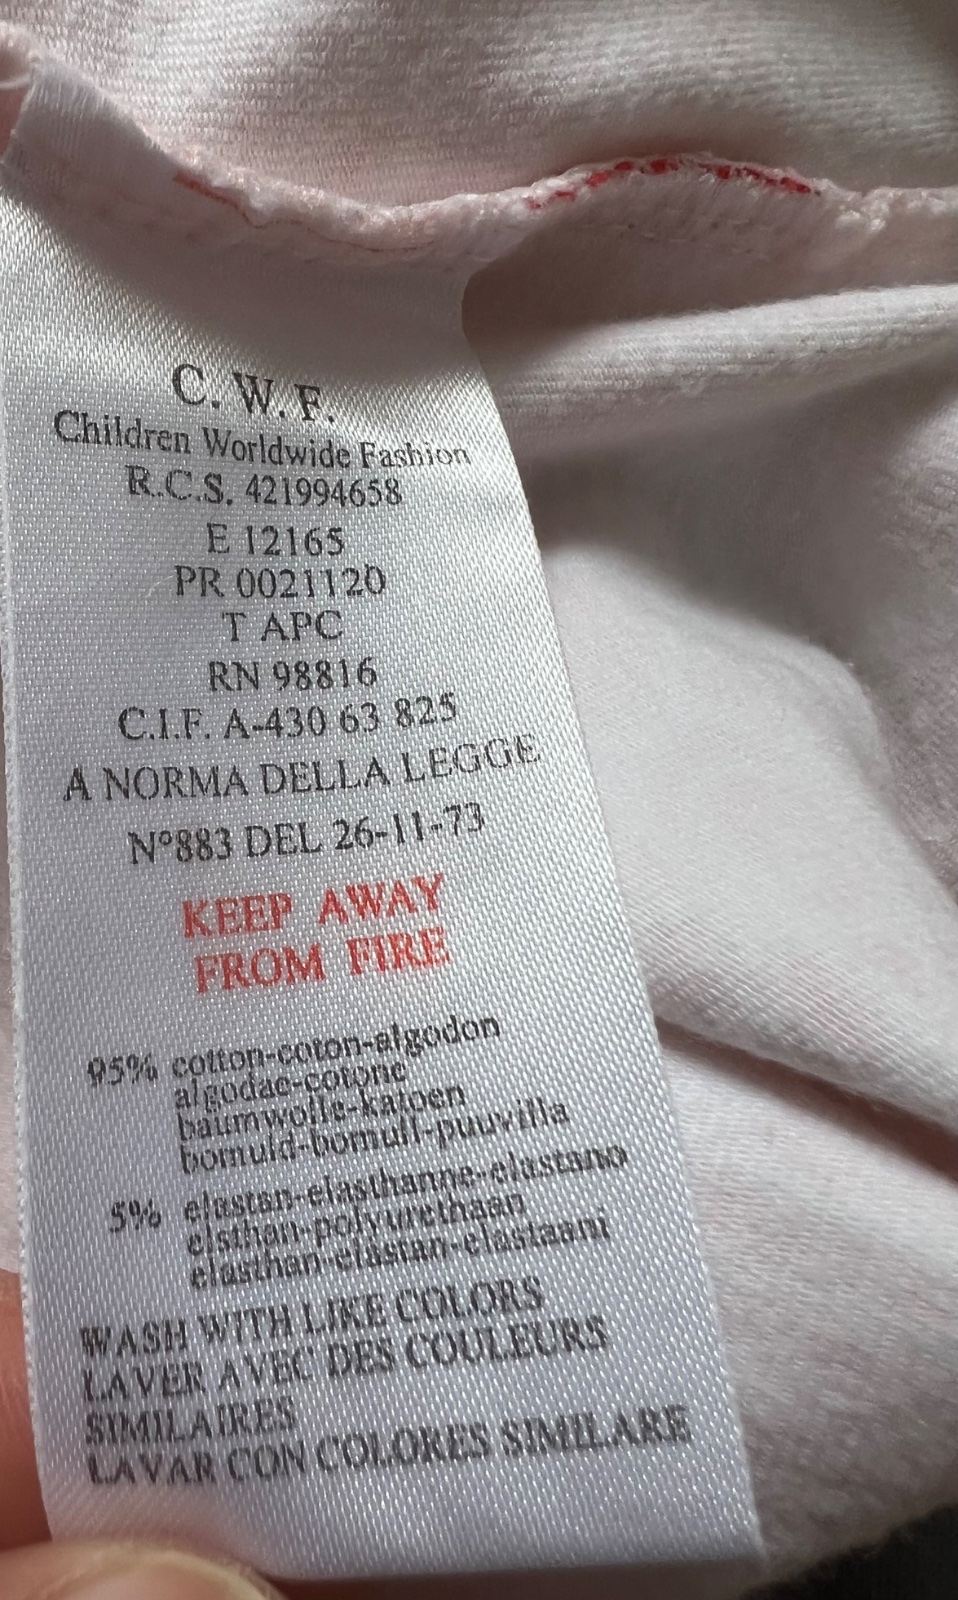 C. W. F.
Children Worldwide Fashion
R.C.S. 421994658
E 12165
PR 0021120
T APC
RN 98816
C.I.F. A-430 63 825
A NORMA DELLA LEGGE
N°883 DEL 26-11-73
KEEP AWAY
FROM FIRE
95% cotton-coton-algodon
algodae-cotone
baumwolle-katoen
bomuld-bomull-puuvilla
5% elastan-elasthanne-elastano
elsthan-polyurethaan
elasthan-elastan-elastaani
WASH WITH LIKE COLORS
LAVER AVEC DES COULEURS
SIMILAIRES
LAVAR CON COLORES SIMILARE